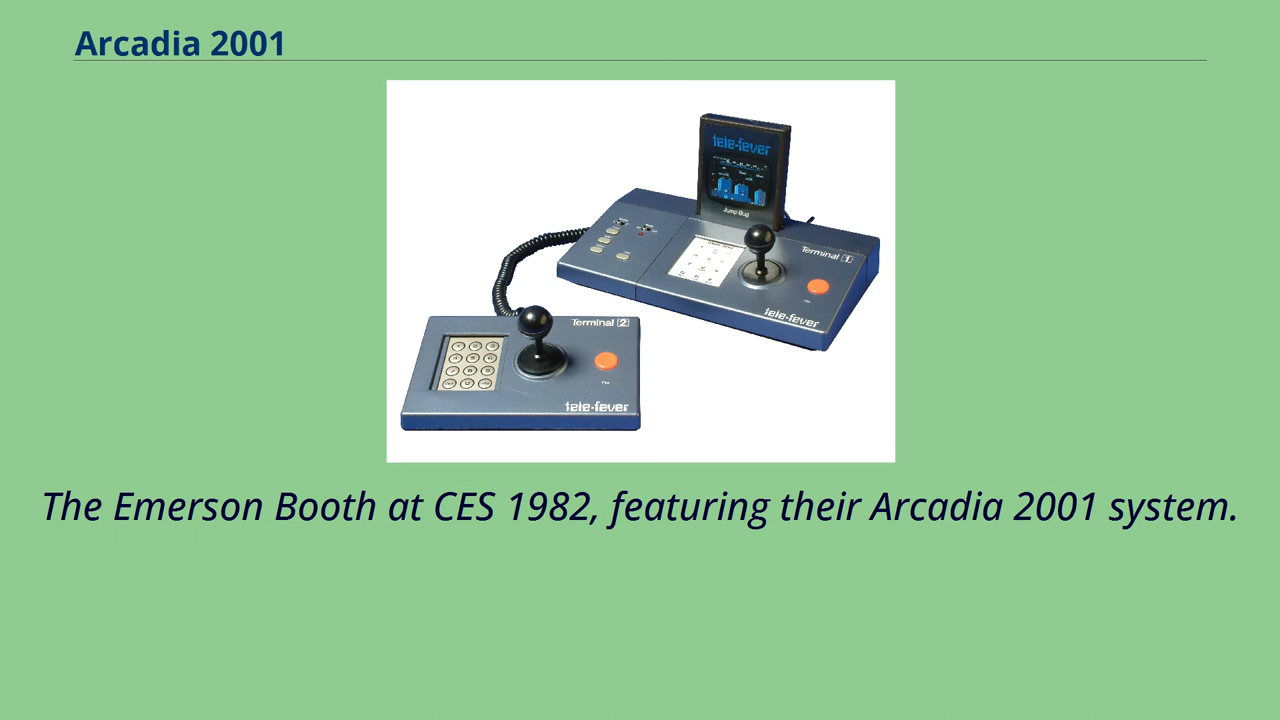 Arcadia 2001
tele-fever
Jump Bug
Terminal 1
tele-fever
Terminal 2
tele-fever
The Emerson Booth at CES 1982, featuring their Arcadia 2001 system.